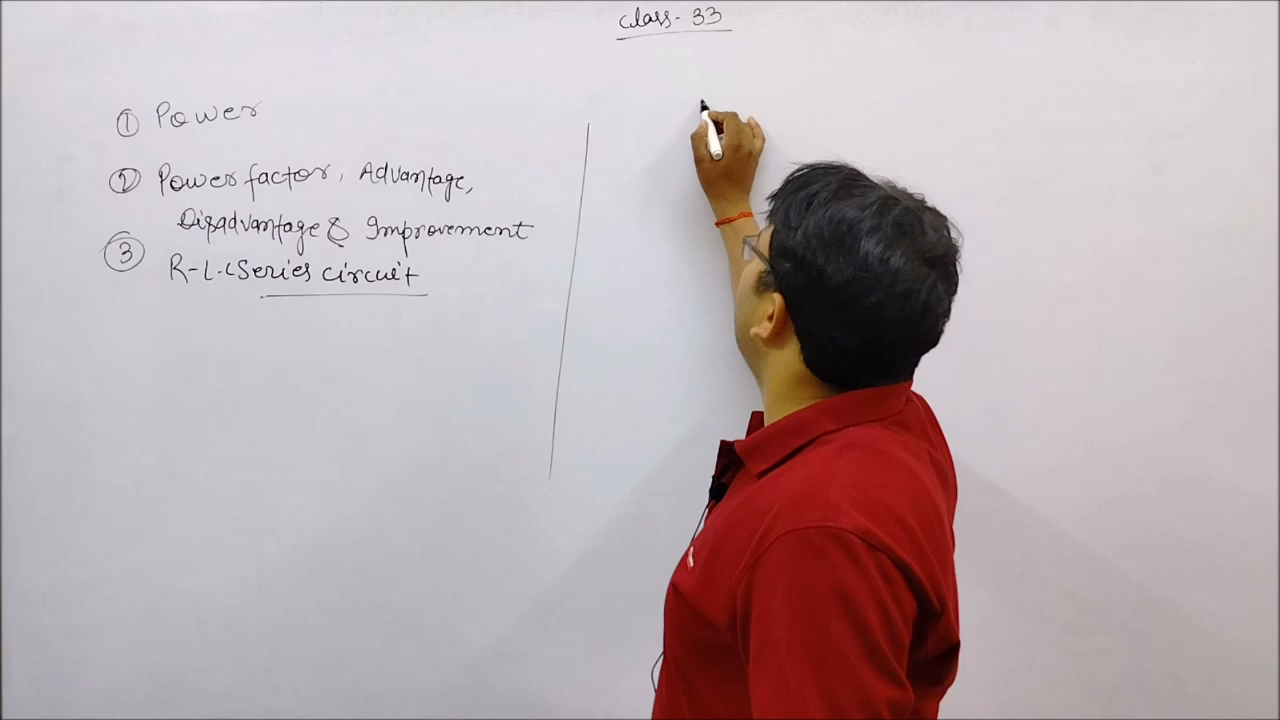 Class - 33
① Power
② Power factor, Advantage,
Disadvantage & Improvement
③ R-L-C Series circuit